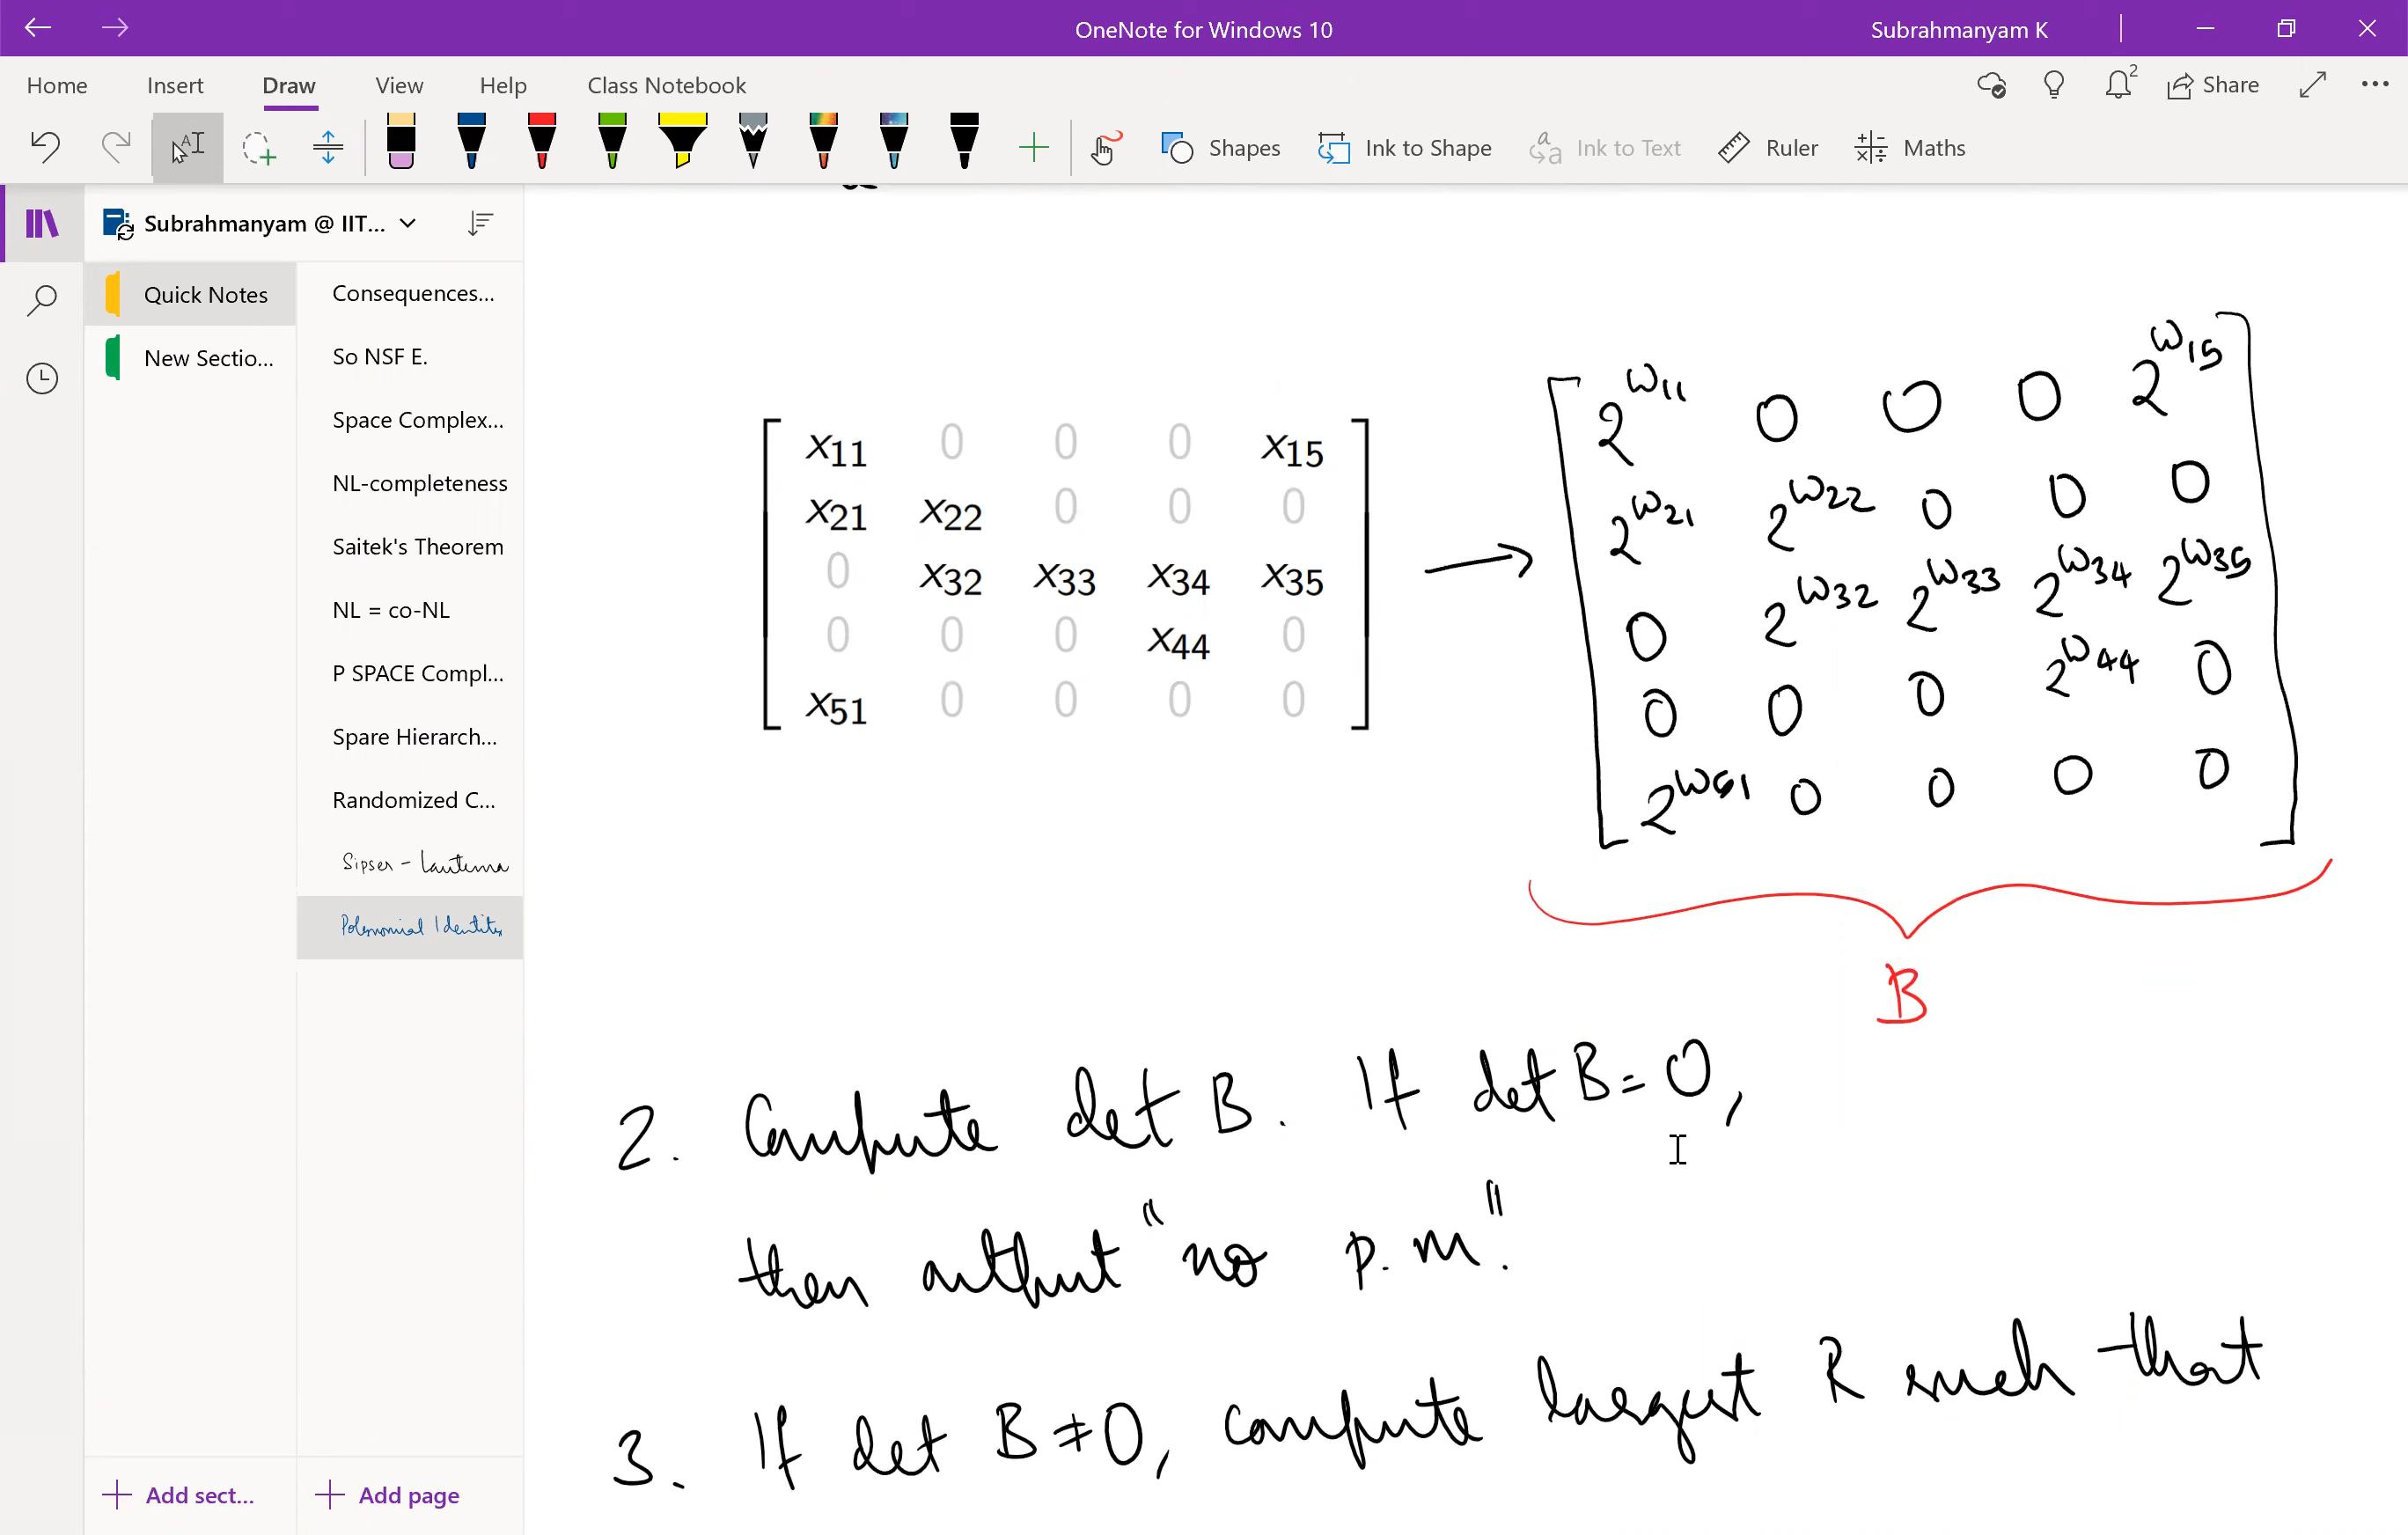 OneNote for Windows 10
Subrahmanyam K
Home Insert Draw View Help Class Notebook
2 Share
Shapes Ink to Shape Ink to Text Ruler Maths
Subrahmanyam @ IIT...
Quick Notes
New Sectio...
Consequences...
So NSF E.
Space Complex...
NL-completeness
Saitek's Theorem
NL = co-NL
P SPACE Compl...
Spare Hierarch...
Randomized C...
Sipser - Lautema
Polynomial Identity
Add sect...
Add page
x11 0 0 0 x15
x21 x22 0 0 0
0 x32 x33 x34 x35
0 0 0 x44 0
x51 0 0 0 0
→
2^w11 0 0 0 2^w15
2^w21 2^w22 0 0 0
0 2^w32 2^w33 2^w34 2^w35
0 0 0 2^w44 0
2^w51 0 0 0 0
B
2. Compute det B. If det B = 0,
then output "no p.m".
3. If det B ≠ 0, compute largest R such that